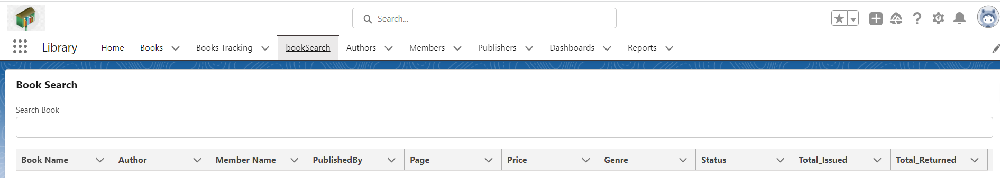 Search...
Library Home Books Books Tracking bookSearch Authors Members Publishers Dashboards Reports
Book Search
Search Book
Book Name Author Member Name PublishedBy Page Price Genre Status Total_Issued Total_Returned